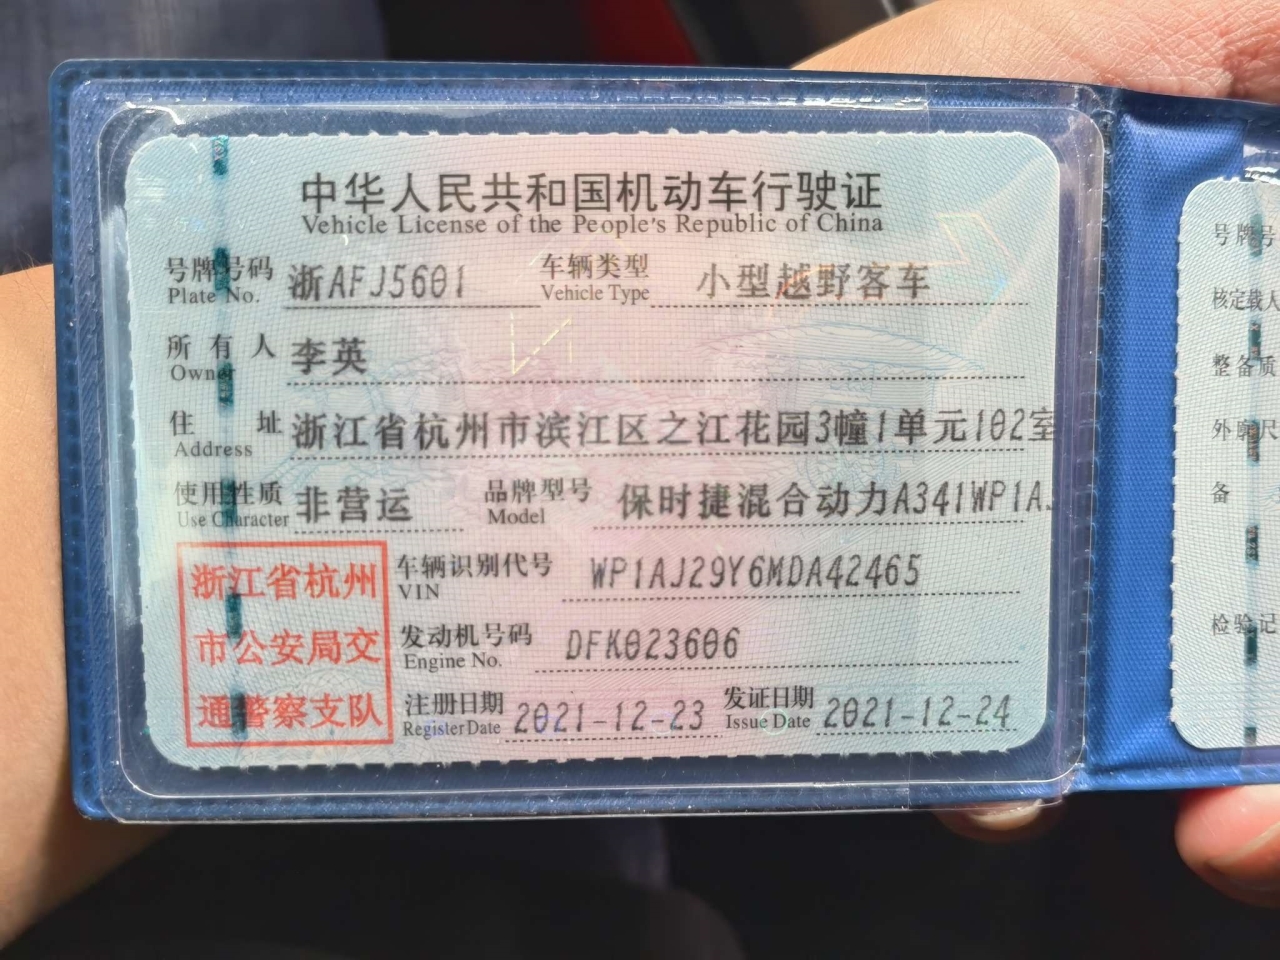 中华人民共和国机动车行驶证
Vehicle License of the People's Republic of China
号牌号码 浙AFJ5601 车辆类型 小型越野客车
Plate No. Vehicle Type
所有人 李英
Owner
住址 浙江省杭州市滨江区之江花园3幢1单元102室
Address
使用性质 非营运 品牌型号 保时捷混合动力A341WP1AJ
Use Character Model
浙江省杭州
市公安局交
通警察支队
车辆识别代号 WP1AJ29Y6MDA42465
VIN
发动机号码 DFK023606
Engine No.
注册日期 2021-12-23 发证日期 2021-12-24
Register Date Issue Date
号牌号
核定载人
整备质
外廓尺
备
检验记